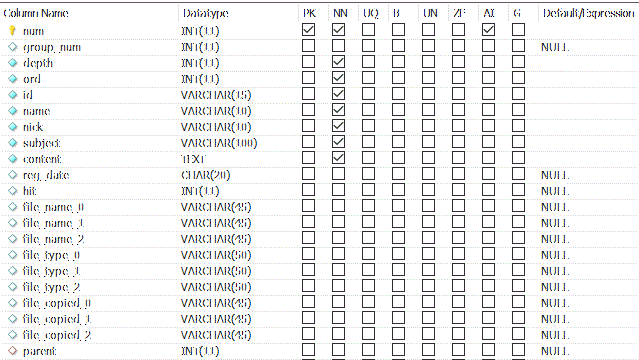 Column Name Datatype PK NN UQ B UN ZF AI G Default/Expression
num INT(11)
group_num INT(11) NULL
depth INT(11)
ord INT(11)
id VARCHAR(15)
name VARCHAR(10)
nick VARCHAR(10)
subject VARCHAR(100)
content TEXT
reg_date CHAR(20) NULL
hit INT(11) NULL
file_name_0 VARCHAR(45) NULL
file_name_1 VARCHAR(45) NULL
file_name_2 VARCHAR(45) NULL
file_type_0 VARCHAR(50) NULL
file_type_1 VARCHAR(50) NULL
file_type_2 VARCHAR(50) NULL
file_copied_0 VARCHAR(45) NULL
file_copied_1 VARCHAR(45) NULL
file_copied_2 VARCHAR(45) NULL
parent INT(11) NULL